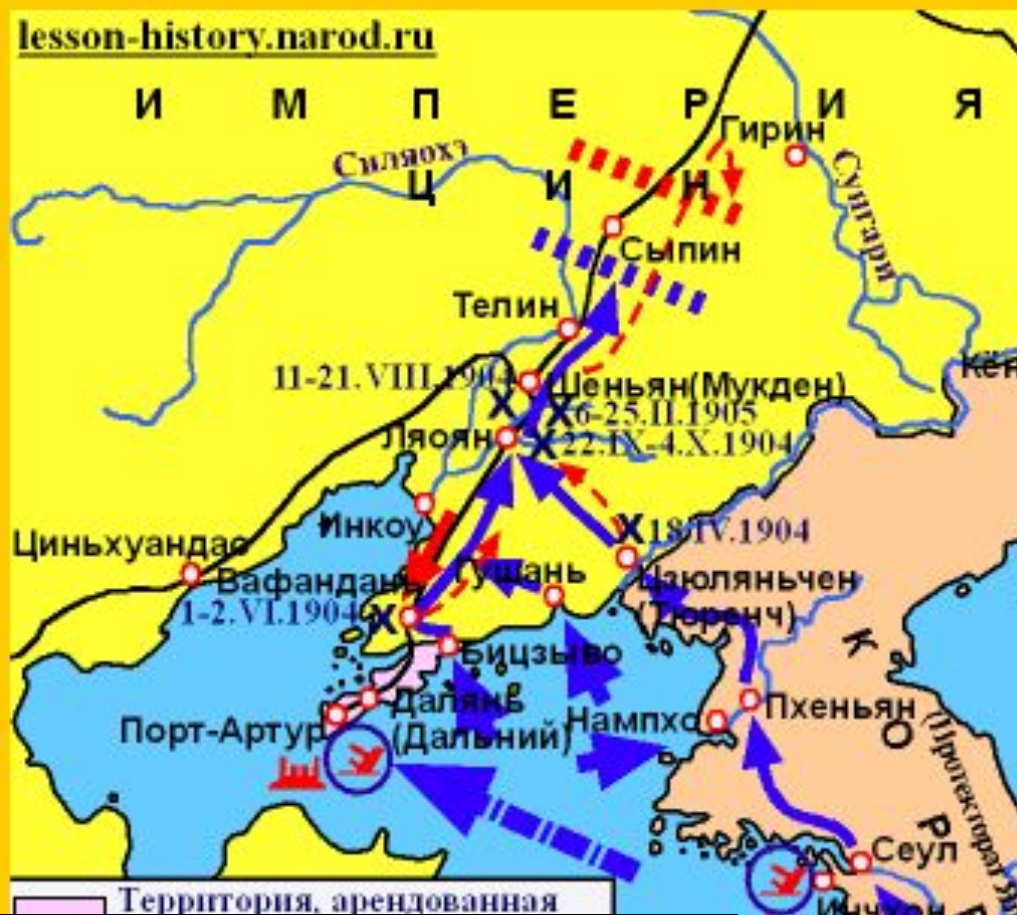 lesson-history.narod.ru
И М П Е Р И Я
Гирин
Силяохэ
Ц И Н
Сунгари
Сыпин
Телин
11-21.VIII.1904
Шеньян(Мукден)
6-25.II.1905
Ляоян
22.IX-4.X.1904
Инкоу
18.IV.1904
Циньхуандао
Гушань
Вафандань
Цзюляньчен
1-2.VI.1904
(Тюренч)
Бицзыво
К О Р
Далянь
Нампхо
Пхеньян
Порт-Артур
(Дальний)
(Протекторат
Сеул
Инчхон
Территория, арендованная